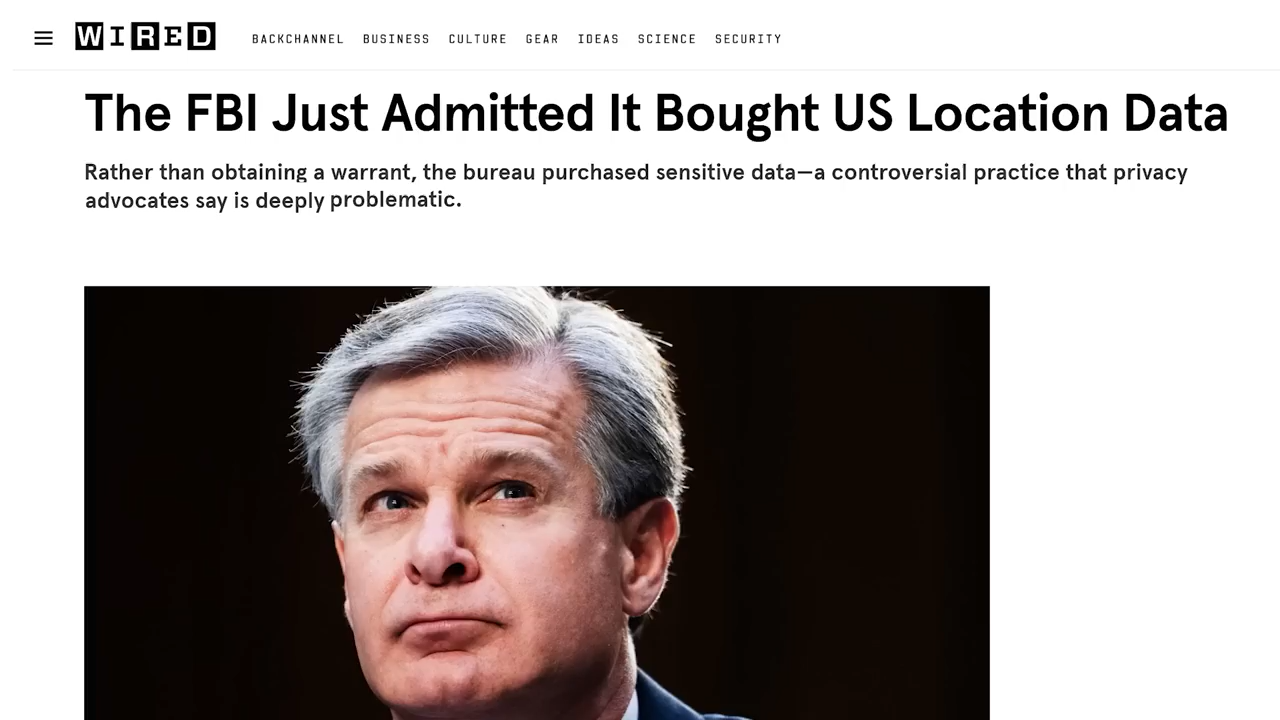 WIRED BACKCHANNEL BUSINESS CULTURE GEAR IDEAS SCIENCE SECURITY
The FBI Just Admitted It Bought US Location Data
Rather than obtaining a warrant, the bureau purchased sensitive data—a controversial practice that privacy
advocates say is deeply problematic.